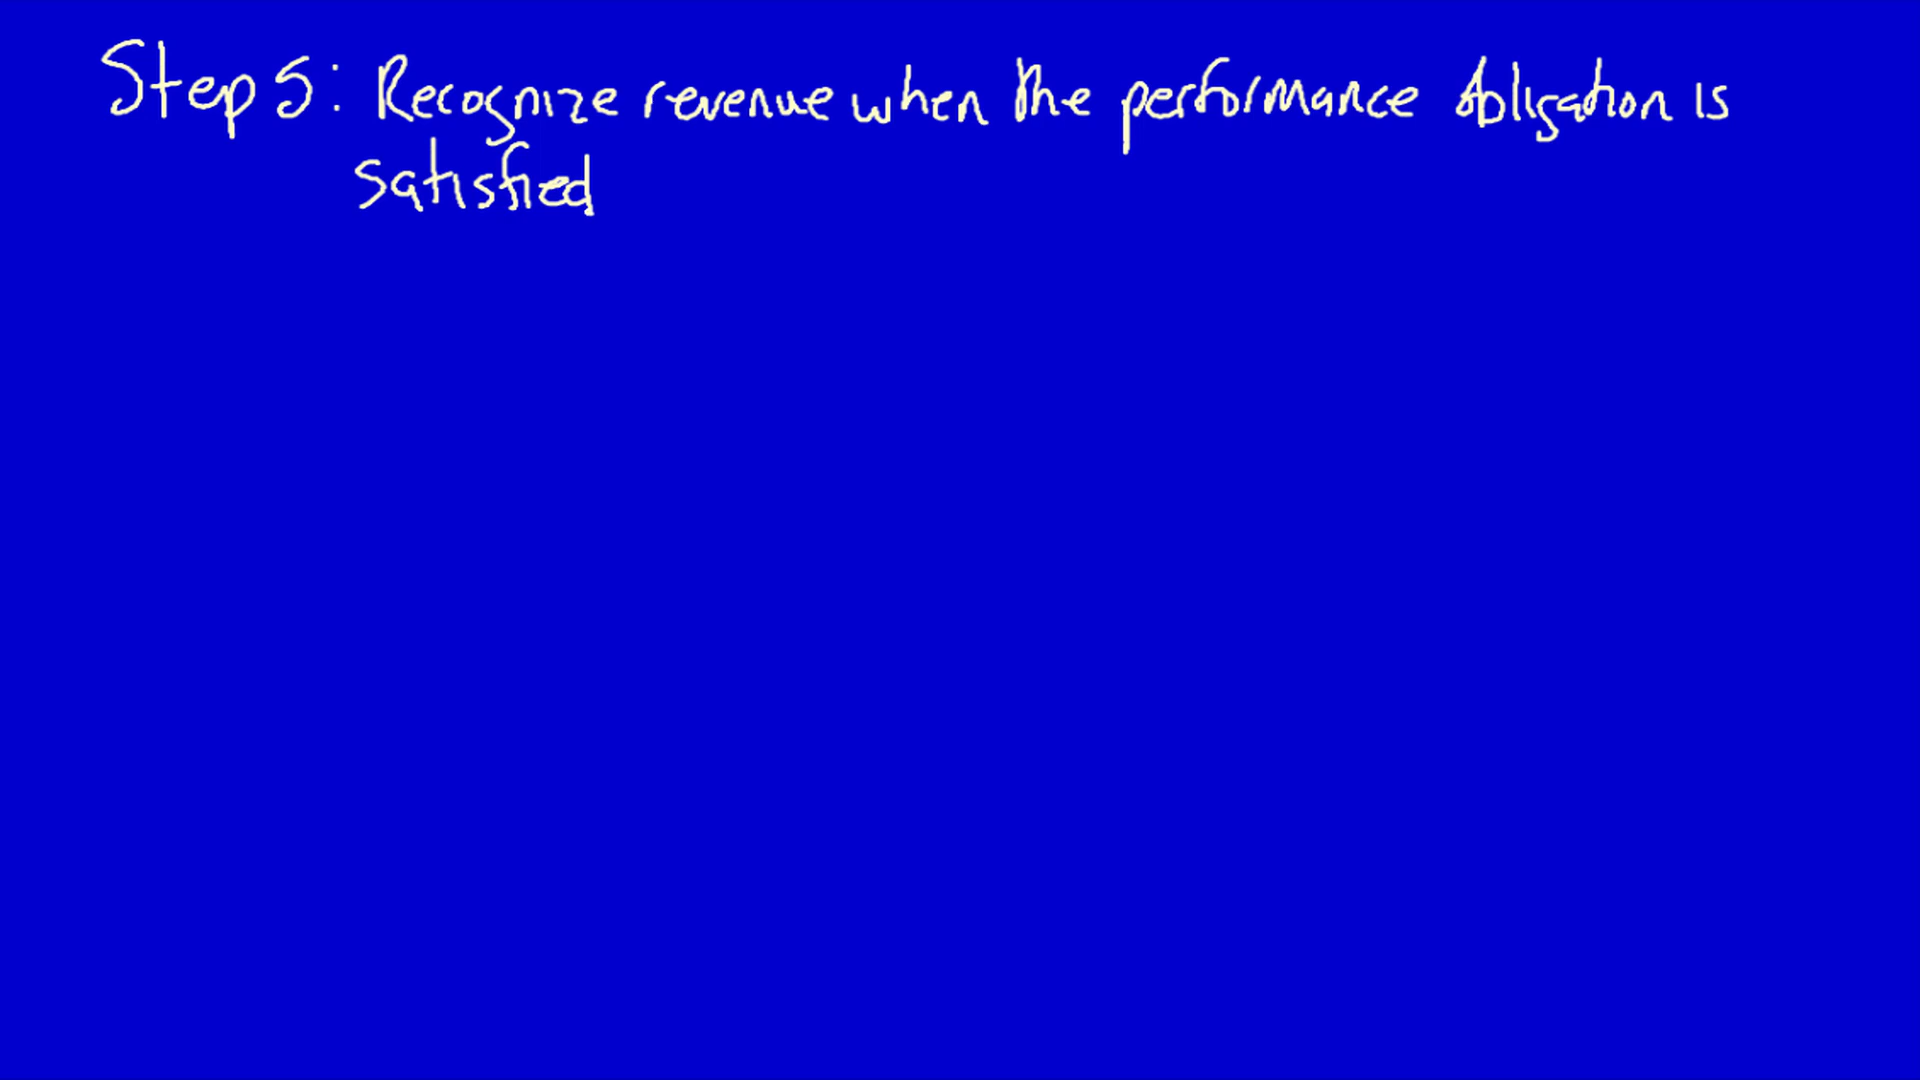 Step 5: Recognize revenue when the performance obligation is
satisfied